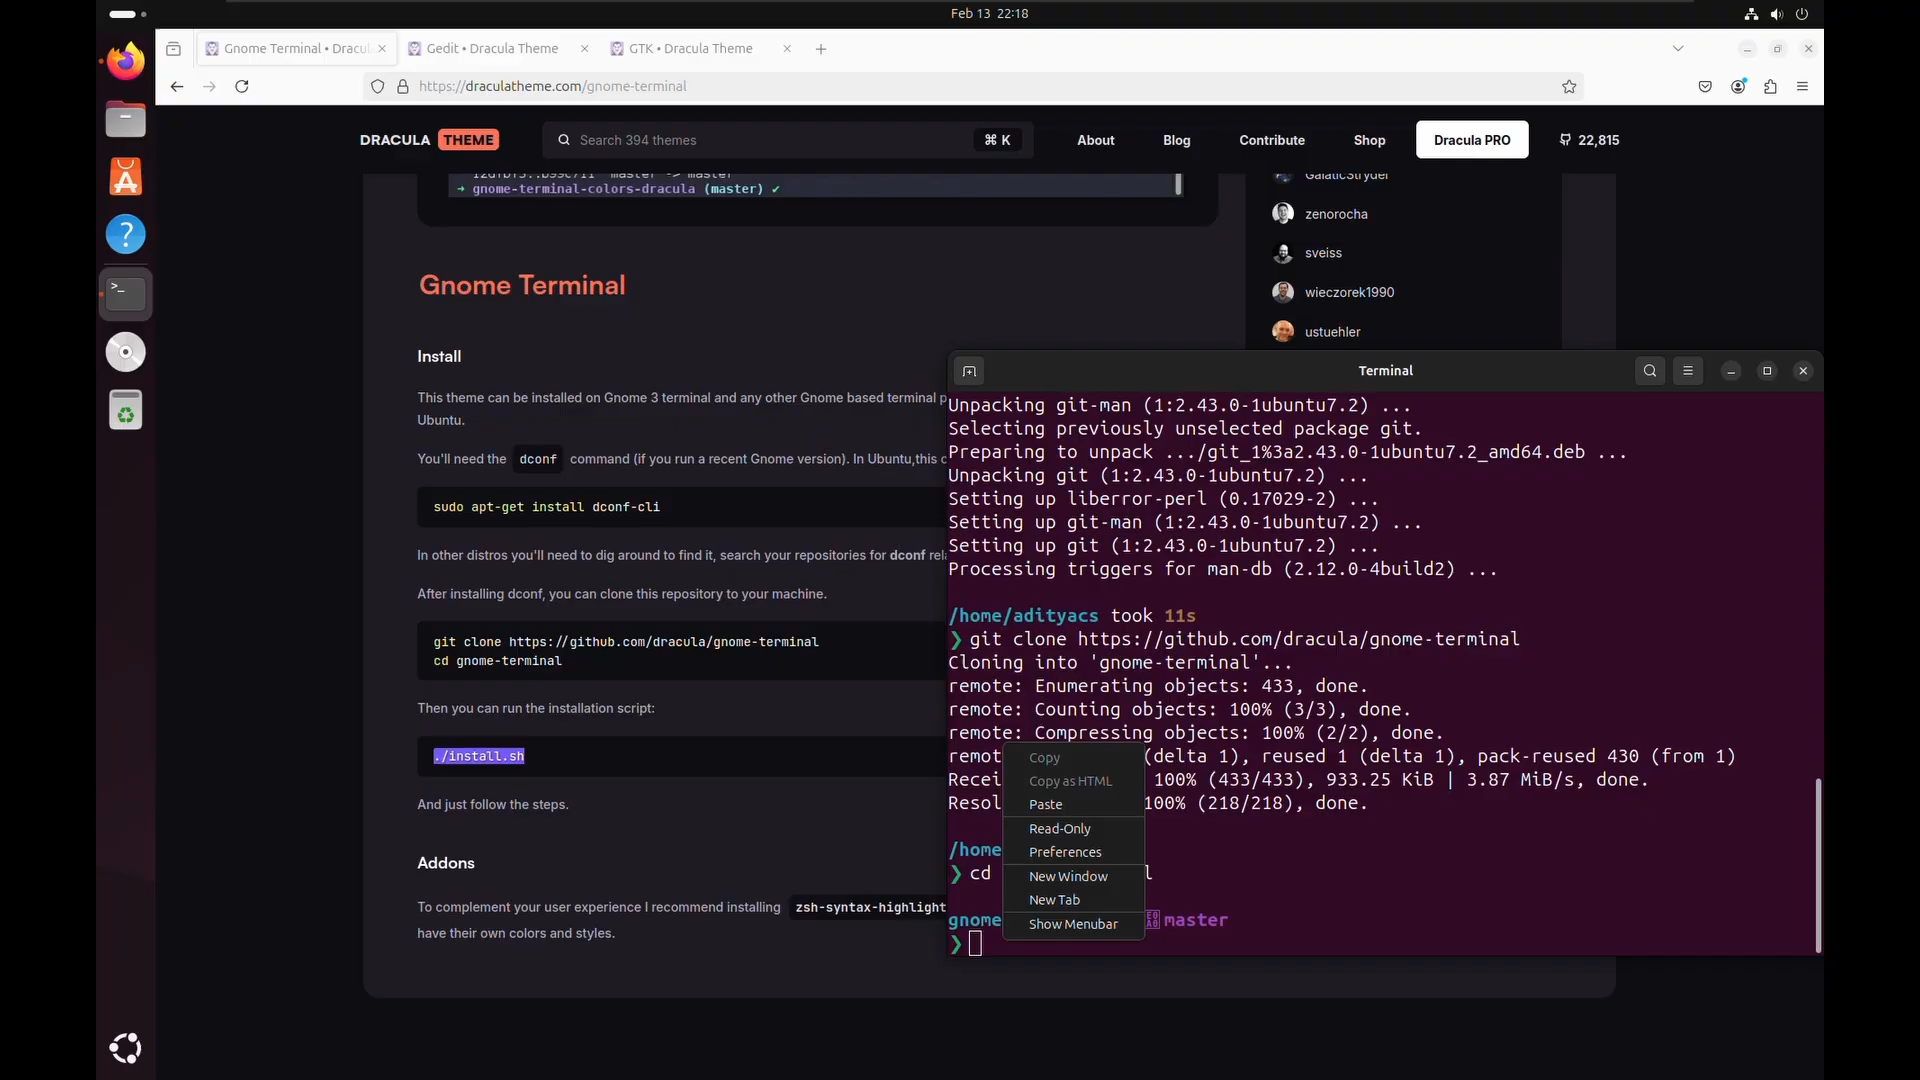 Feb 13 22:18
Gnome Terminal • Dracul
Gedit • Dracula Theme
GTK • Dracula Theme
https://draculatheme.com/gnome-terminal
DRACULA THEME
Search 394 themes
⌘ K
About
Blog
Contribute
Shop
Dracula PRO
22,815
➜ gnome-terminal-colors-dracula (master) ✓
GalaticStryder
zenorocha
sveiss
wieczorek1990
ustuehler
Gnome Terminal
Install
This theme can be installed on Gnome 3 terminal and any other Gnome based terminal p
Ubuntu.
You'll need the dconf command (if you run a recent Gnome version). In Ubuntu,this c
sudo apt-get install dconf-cli
In other distros you'll need to dig around to find it, search your repositories for dconf rela
After installing dconf, you can clone this repository to your machine.
git clone https://github.com/dracula/gnome-terminal
cd gnome-terminal
Then you can run the installation script:
./install.sh
And just follow the steps.
Addons
To complement your user experience I recommend installing zsh-syntax-highlight
have their own colors and styles.
Terminal
Unpacking git-man (1:2.43.0-1ubuntu7.2) ...
Selecting previously unselected package git.
Preparing to unpack .../git_1%3a2.43.0-1ubuntu7.2_amd64.deb ...
Unpacking git (1:2.43.0-1ubuntu7.2) ...
Setting up liberror-perl (0.17029-2) ...
Setting up git-man (1:2.43.0-1ubuntu7.2) ...
Setting up git (1:2.43.0-1ubuntu7.2) ...
Processing triggers for man-db (2.12.0-4build2) ...
/home/adityacs took 11s
❯ git clone https://github.com/dracula/gnome-terminal
Cloning into 'gnome-terminal'...
remote: Enumerating objects: 433, done.
remote: Counting objects: 100% (3/3), done.
remote: Compressing objects: 100% (2/2), done.
remot (delta 1), reused 1 (delta 1), pack-reused 430 (from 1)
Recei 100% (433/433), 933.25 KiB | 3.87 MiB/s, done.
Resol 100% (218/218), done.
/home
❯ cd l
gnome master
❯
Copy
Copy as HTML
Paste
Read-Only
Preferences
New Window
New Tab
Show Menubar